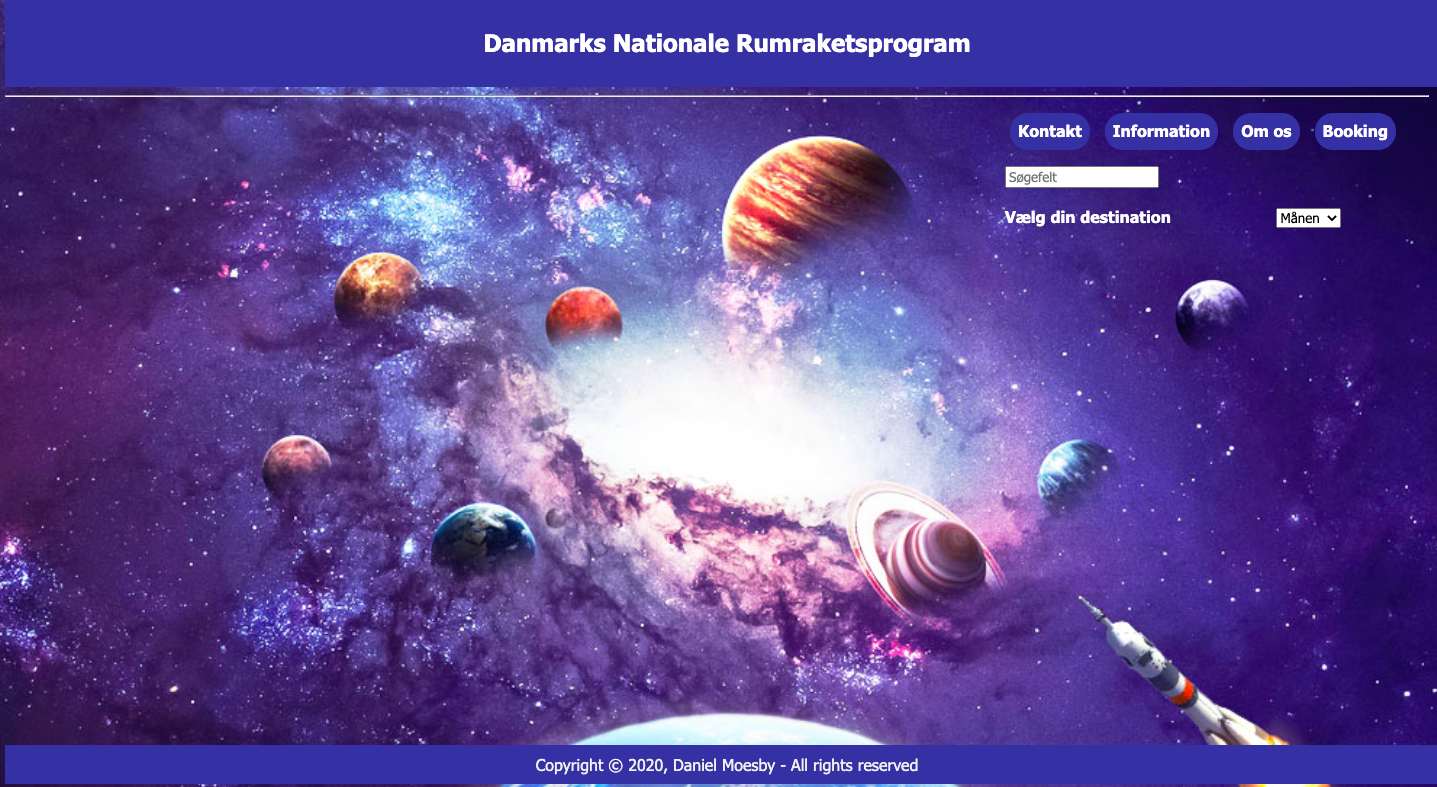 Danmarks Nationale Rumraketsprogram
Kontakt Information Om os Booking
Søgefelt
Vælg din destination Månen
Copyright © 2020, Daniel Moesby - All rights reserved